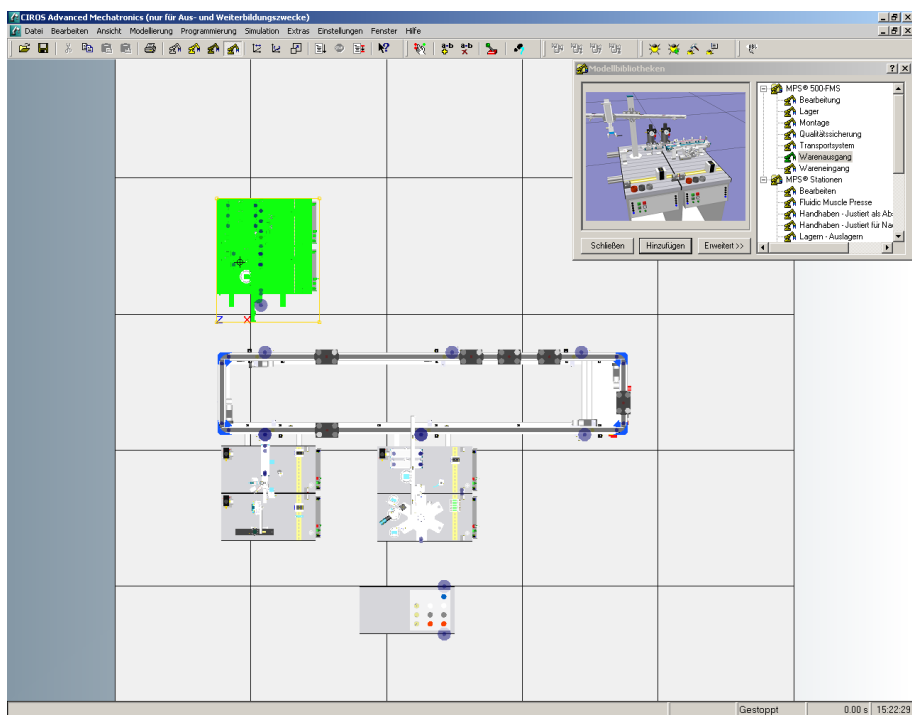 CIROS Advanced Mechatronics (nur für Aus- und Weiterbildungszwecke)
Datei Bearbeiten Ansicht Modellierung Programmierung Simulation Extras Einstellungen Fenster Hilfe
Modellbibliotheken
MPS® 500-FMS
Bearbeitung
Lager
Montage
Qualitätssicherung
Transportsystem
Warenausgang
Wareneingang
MPS® Stationen
Bearbeiten
Fluidic Muscle Presse
Handhaben - Justiert als Ab
Handhaben - Justiert für Na
Lagern - Auslagern
Schließen Hinzufügen Erweitert >>
Z X
Gestoppt 0.00 s 15:22:29